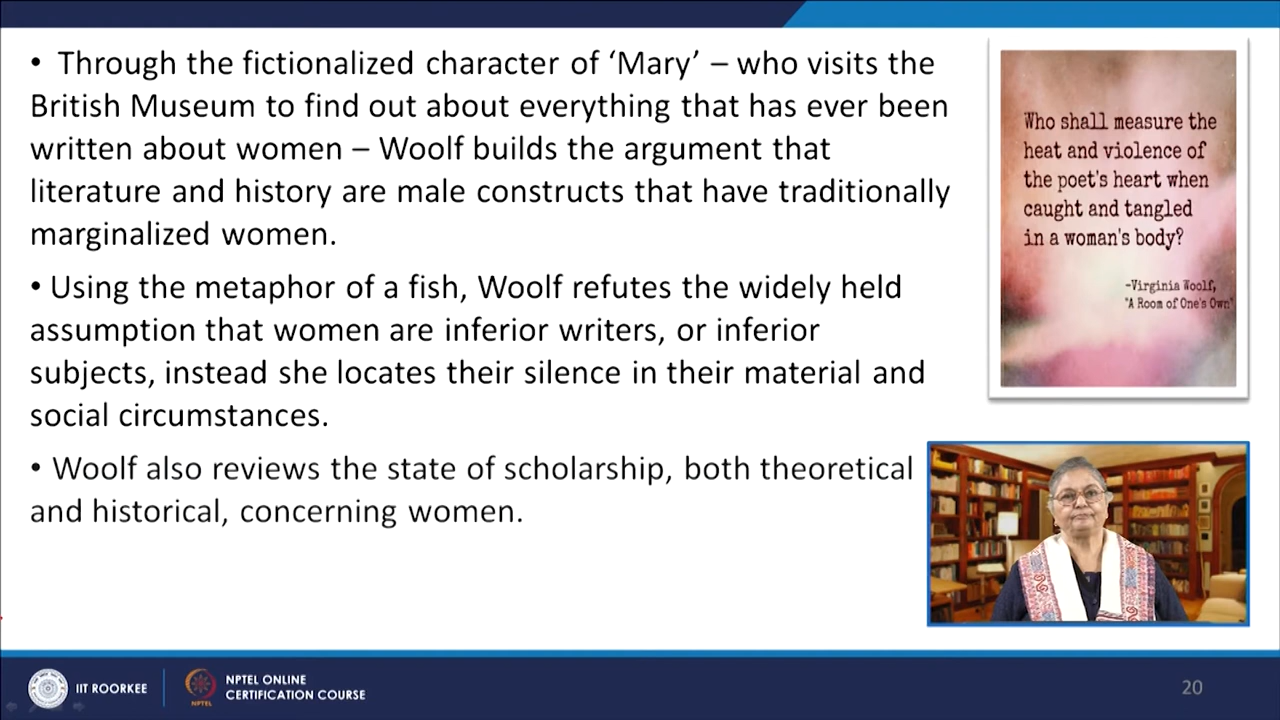 • Through the fictionalized character of ‘Mary’ – who visits the
British Museum to find out about everything that has ever been
written about women – Woolf builds the argument that
literature and history are male constructs that have traditionally
marginalized women.
• Using the metaphor of a fish, Woolf refutes the widely held
assumption that women are inferior writers, or inferior
subjects, instead she locates their silence in their material and
social circumstances.
• Woolf also reviews the state of scholarship, both theoretical
and historical, concerning women.
Who shall measure the
heat and violence of
the poet's heart when
caught and tangled
in a woman's body?
-Virginia Woolf,
"A Room of One's Own"
IIT ROORKEE
NPTEL
NPTEL ONLINE
CERTIFICATION COURSE
20